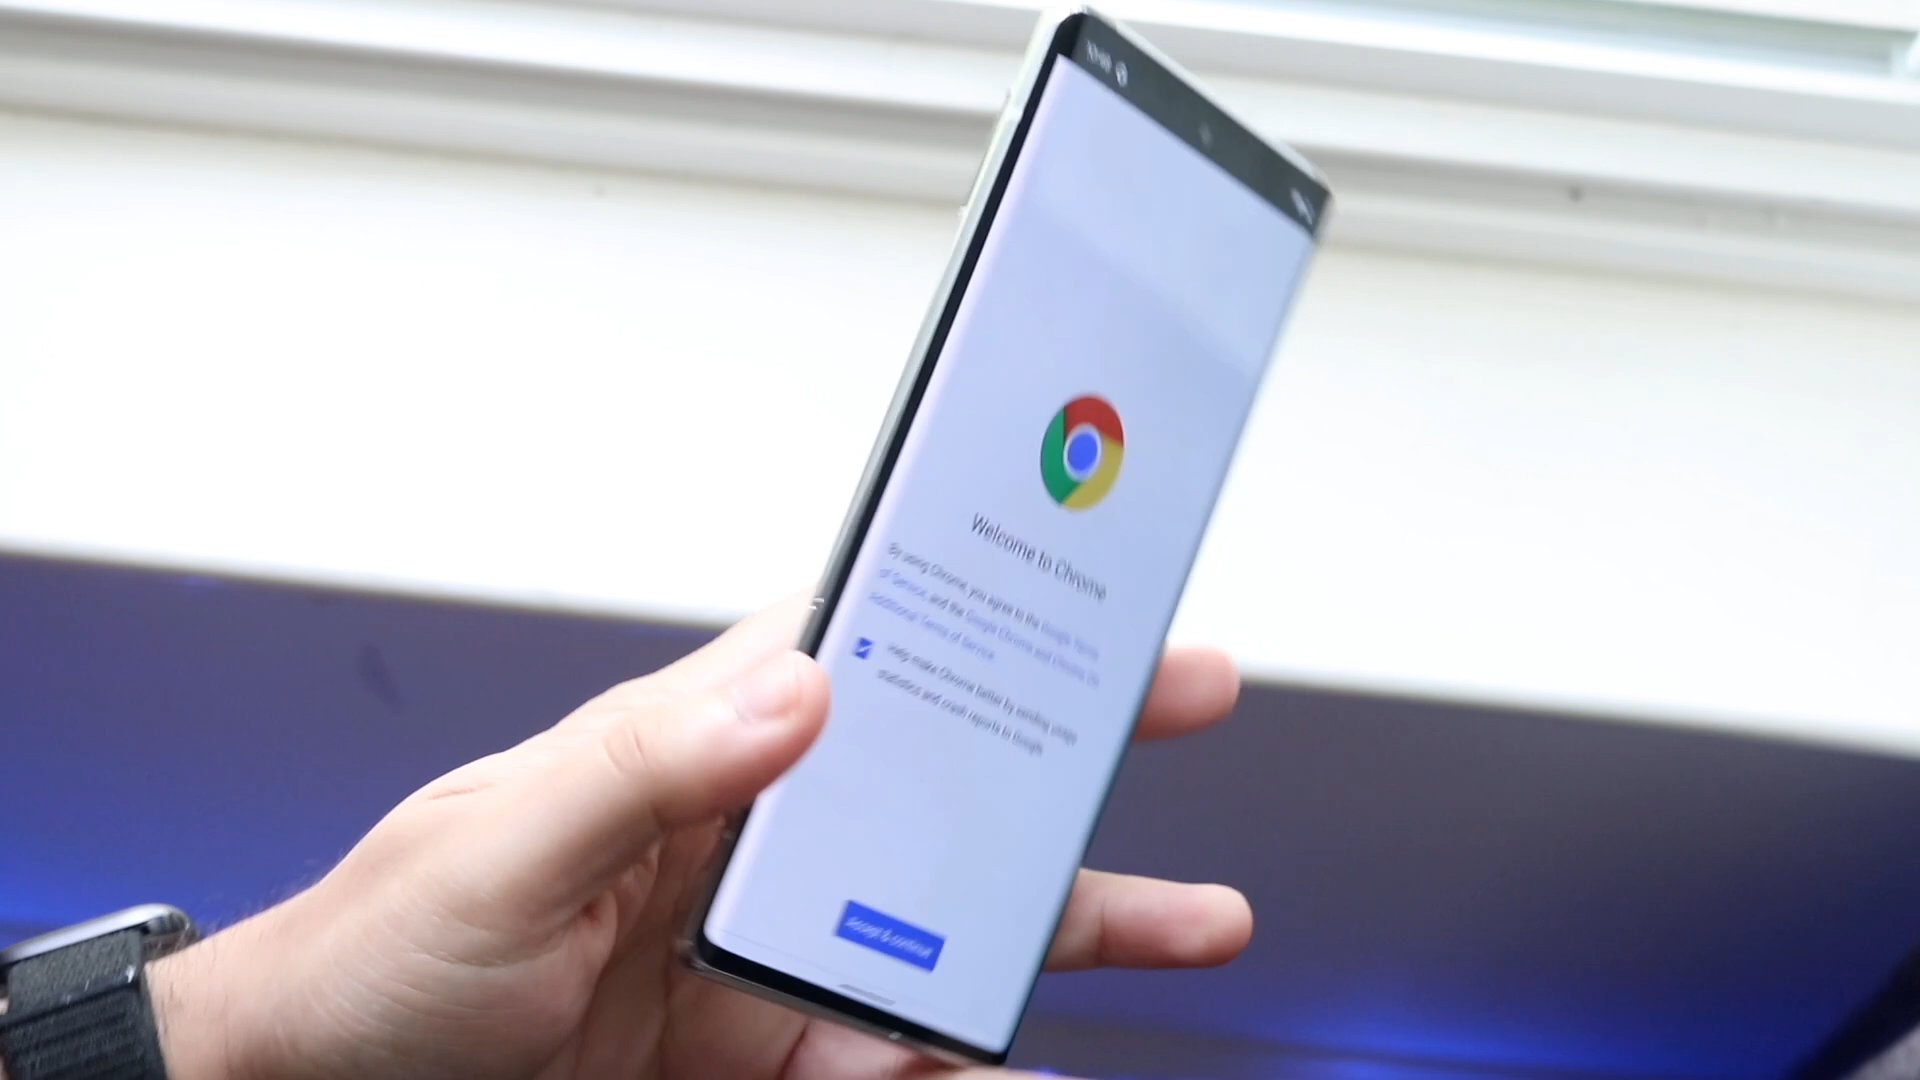 Welcome to Chrome
By using Chrome, you agree to the Google Terms
of Service, and the Google Chrome and Chrome OS
Additional Terms of Service.
Help make Chrome better by sending usage
statistics and crash reports to Google
Accept & continue